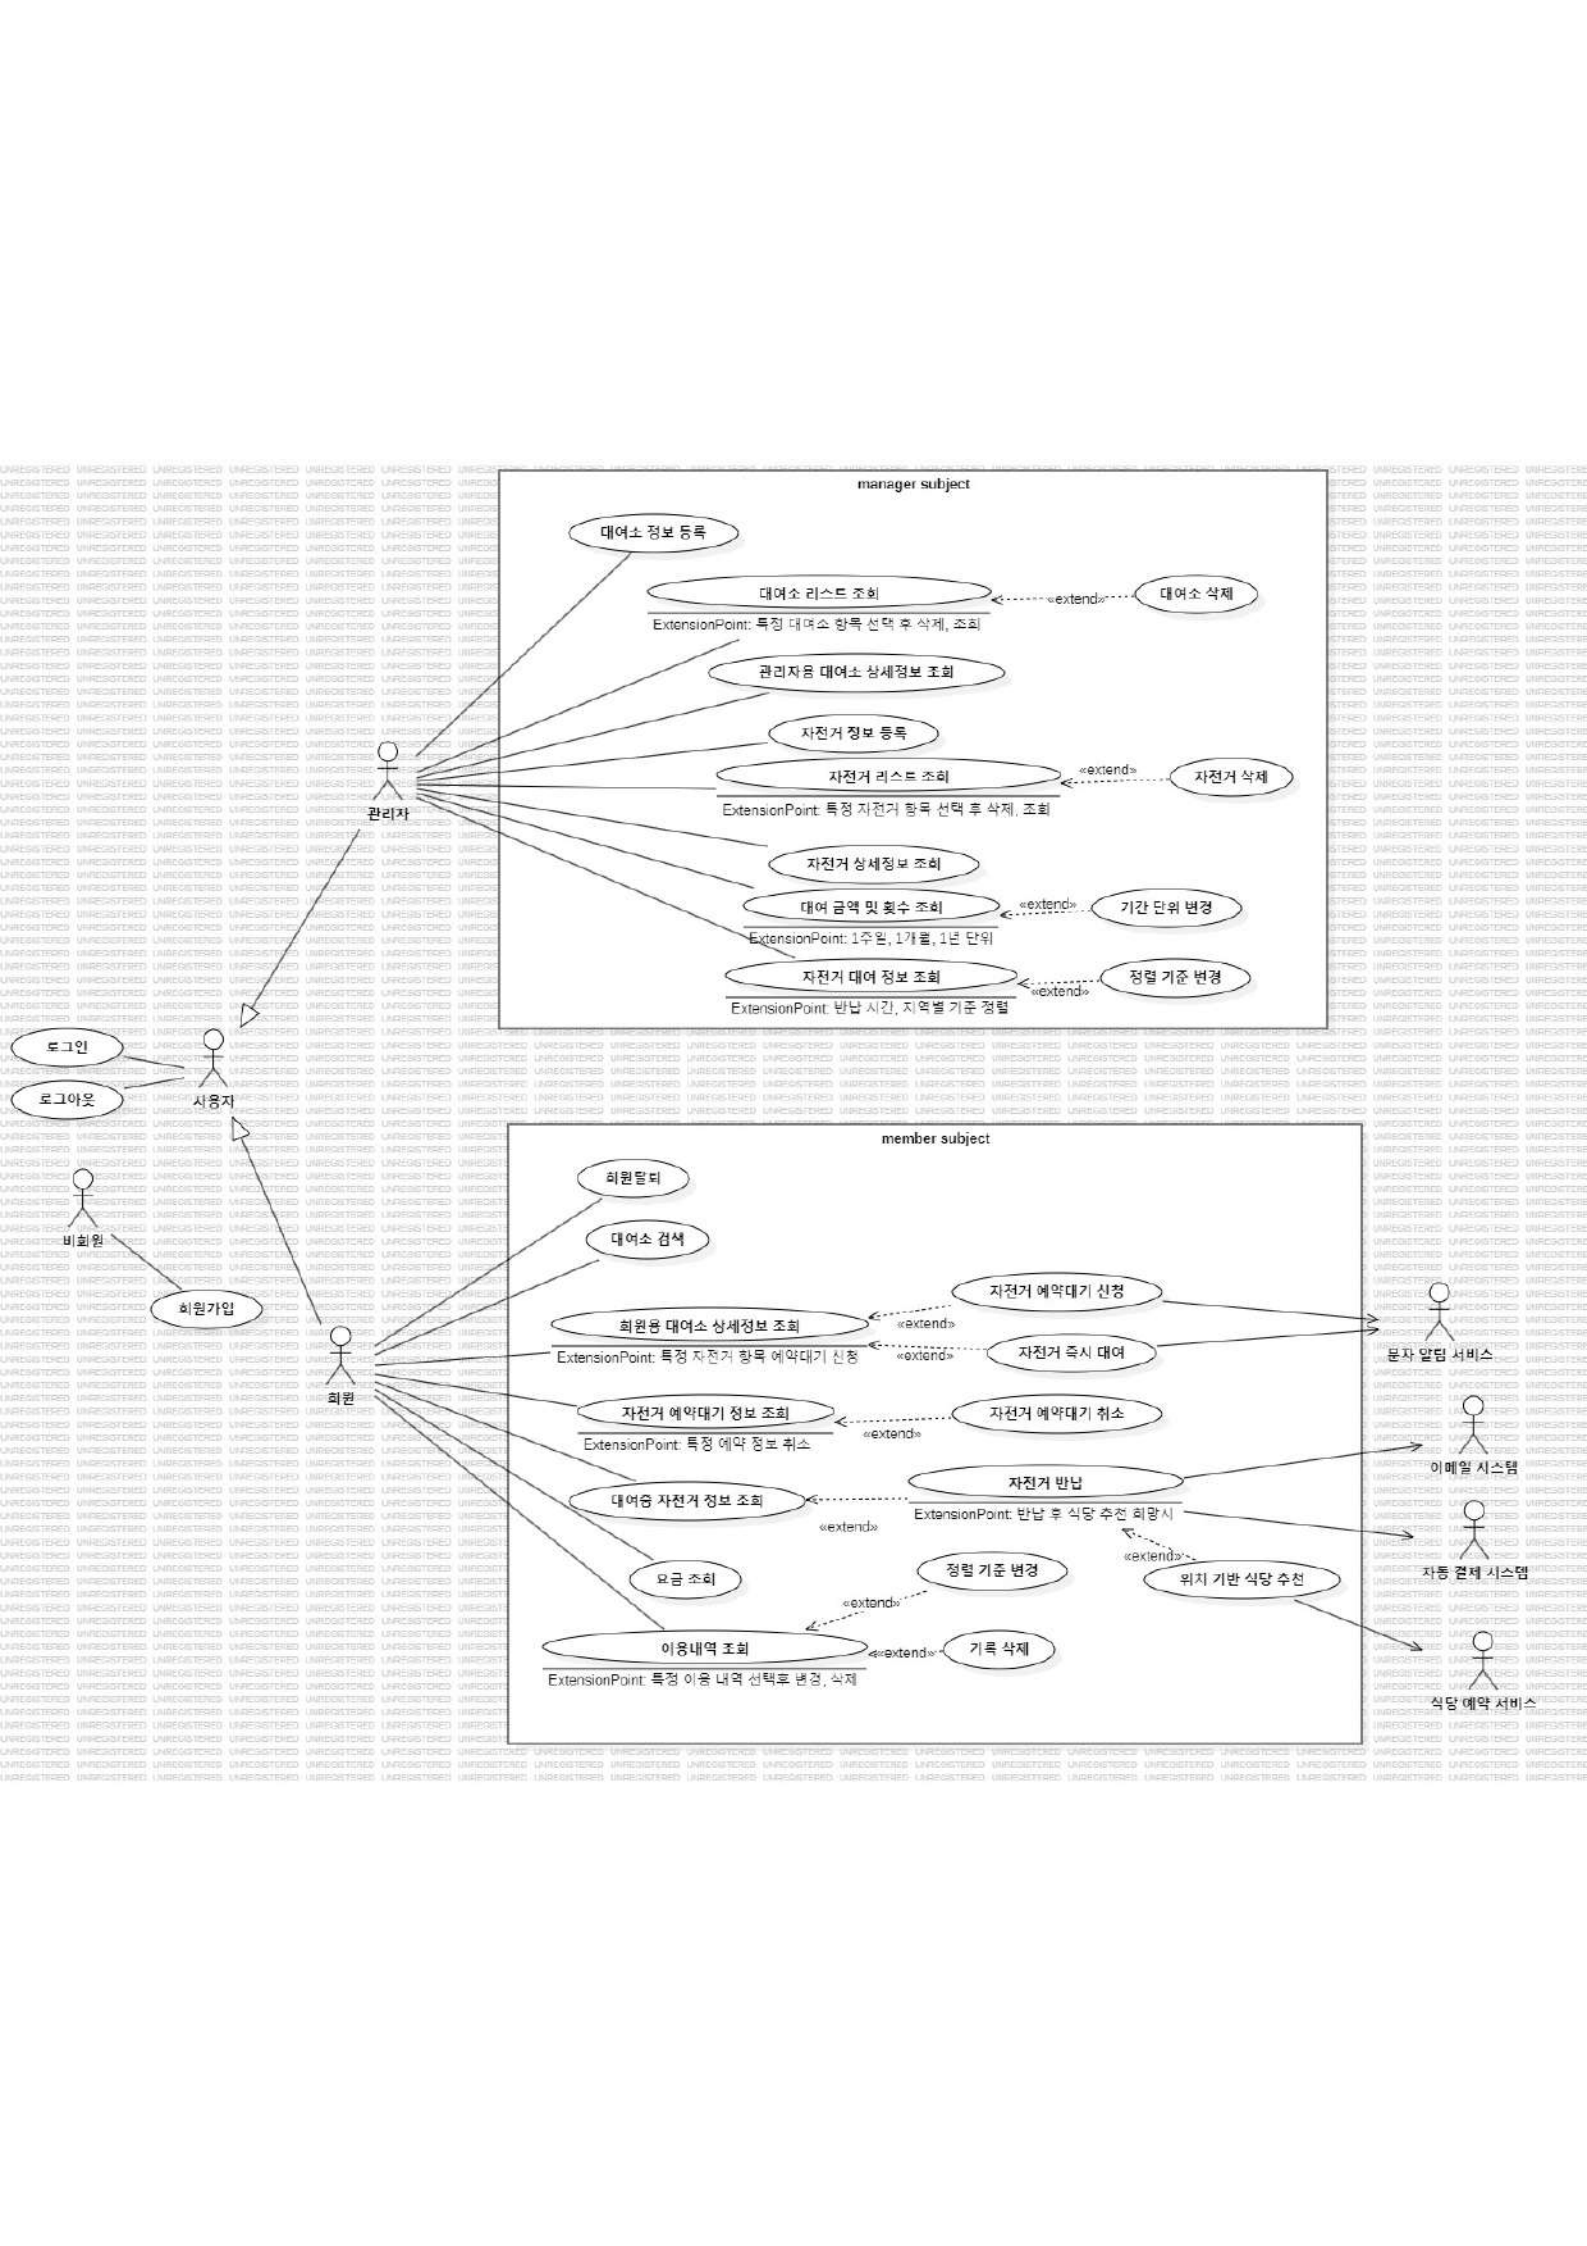 manager subject
대여소 정보 등록
대여소 리스트 조회
«extend»
대여소 삭제
ExtensionPoint: 특정 대여소 항목 선택 후 삭제, 조회
관리자용 대여소 상세정보 조회
자전거 정보 등록
자전거 리스트 조회
«extend»
자전거 삭제
ExtensionPoint: 특정 자전거 항목 선택 후 삭제, 조회
관리자
자전거 상세정보 조회
대여 금액 및 횟수 조회
«extend»
기간 단위 변경
ExtensionPoint: 1주일, 1개월, 1년 단위
자전거 대여 정보 조회
«extend»
정렬 기준 변경
ExtensionPoint: 반납 시간, 지역별 기준 정렬
로그인
로그아웃
사용자
비회원
회원가입
회원
member subject
회원탈퇴
대여소 검색
회원용 대여소 상세정보 조회
«extend»
자전거 예약대기 신청
ExtensionPoint: 특정 자전거 항목 예약대기 신청
«extend»
자전거 즉시 대여
문자 알림 서비스
자전거 예약대기 정보 조회
«extend»
자전거 예약대기 취소
ExtensionPoint: 특정 예약 정보 취소
이메일 시스템
대여중 자전거 정보 조회
«extend»
자전거 반납
ExtensionPoint: 반납 후 식당 추천 희망시
«extend»
자동 결제 시스템
요금 조회
정렬 기준 변경
위치 기반 식당 추천
«extend»
이용내역 조회
«extend»
기록 삭제
ExtensionPoint: 특정 이용 내역 선택후 변경, 삭제
식당 예약 서비스
UNREGISTERED